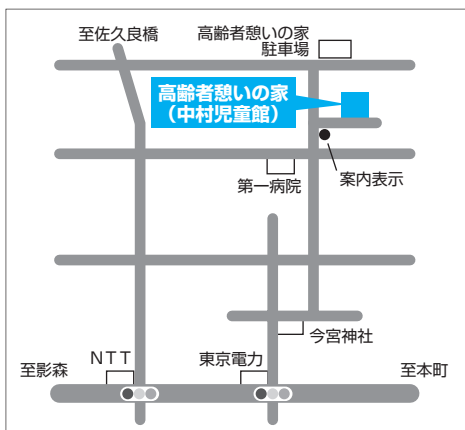 至佐久良橋
高齢者憩いの家
駐車場
高齢者憩いの家
（中村児童館）
案内表示
第一病院
今宮神社
ＮＴＴ
東京電力
至影森
至本町